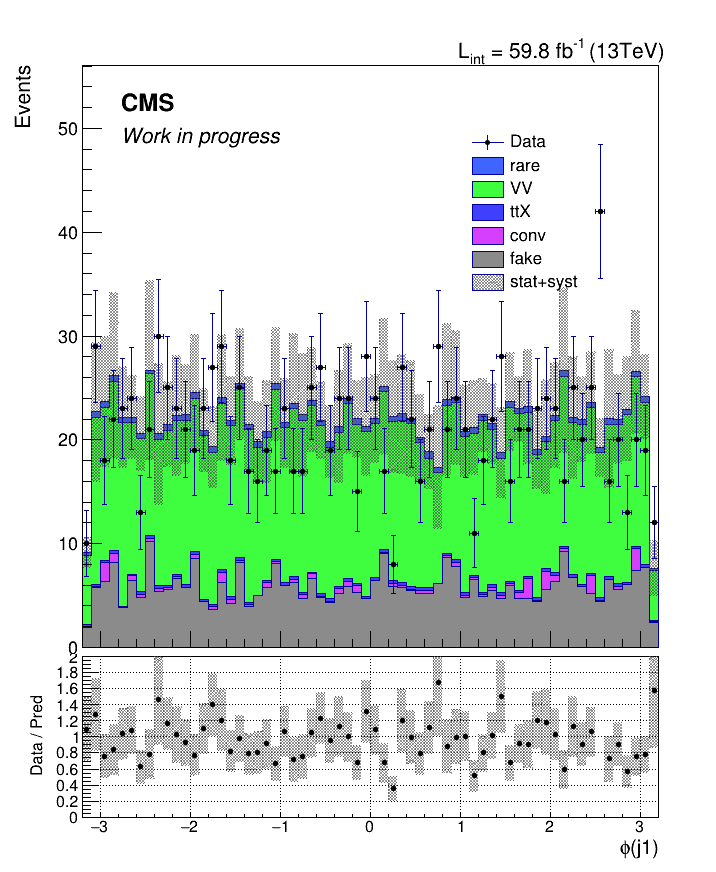 L_int = 59.8 fb⁻¹ (13TeV)
Events
CMS
Work in progress
Data
rare
VV
ttX
conv
fake
stat+syst
50
40
30
20
10
0
Data / Pred
2
1.8
1.6
1.4
1.2
1
0.8
0.6
0.4
0.2
0
−3
−2
−1
0
1
2
3
ϕ(j1)